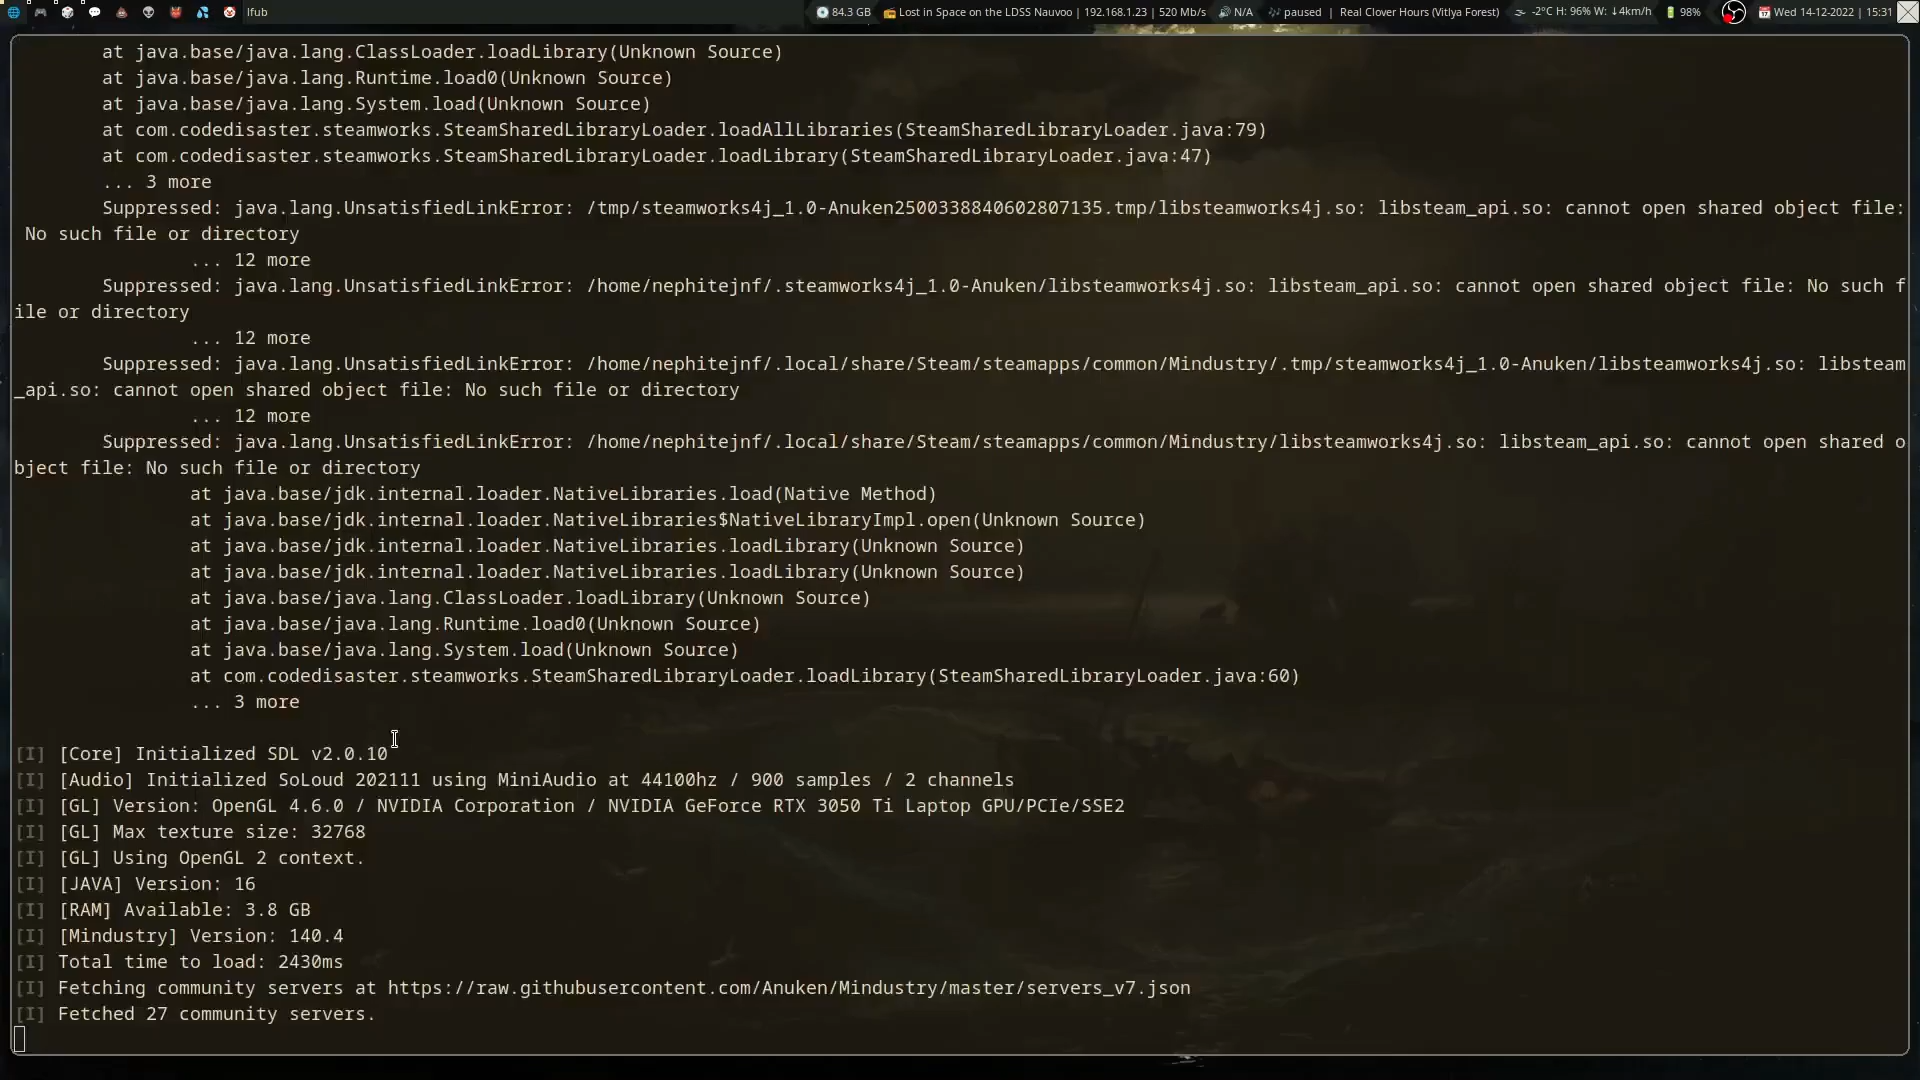 lfub 84.3 GB Lost in Space on the LDSS Nauvoo | 192.168.1.23 | 520 Mb/s N/A paused | Real Clover Hours (Vitlya Forest) -2°C H: 96% W: ↓4km/h 98% Wed 14-12-2022 | 15:31
at java.base/java.lang.ClassLoader.loadLibrary(Unknown Source)
at java.base/java.lang.Runtime.load0(Unknown Source)
at java.base/java.lang.System.load(Unknown Source)
at com.codedisaster.steamworks.SteamSharedLibraryLoader.loadAllLibraries(SteamSharedLibraryLoader.java:79)
at com.codedisaster.steamworks.SteamSharedLibraryLoader.loadLibrary(SteamSharedLibraryLoader.java:47)
... 3 more
Suppressed: java.lang.UnsatisfiedLinkError: /tmp/steamworks4j_1.0-Anuken2500338840602807135.tmp/libsteamworks4j.so: libsteam_api.so: cannot open shared object file:
No such file or directory
... 12 more
Suppressed: java.lang.UnsatisfiedLinkError: /home/nephitejnf/.steamworks4j_1.0-Anuken/libsteamworks4j.so: libsteam_api.so: cannot open shared object file: No such f
ile or directory
... 12 more
Suppressed: java.lang.UnsatisfiedLinkError: /home/nephitejnf/.local/share/Steam/steamapps/common/Mindustry/.tmp/steamworks4j_1.0-Anuken/libsteamworks4j.so: libsteam
_api.so: cannot open shared object file: No such file or directory
... 12 more
Suppressed: java.lang.UnsatisfiedLinkError: /home/nephitejnf/.local/share/Steam/steamapps/common/Mindustry/libsteamworks4j.so: libsteam_api.so: cannot open shared o
bject file: No such file or directory
at java.base/jdk.internal.loader.NativeLibraries.load(Native Method)
at java.base/jdk.internal.loader.NativeLibraries$NativeLibraryImpl.open(Unknown Source)
at java.base/jdk.internal.loader.NativeLibraries.loadLibrary(Unknown Source)
at java.base/jdk.internal.loader.NativeLibraries.loadLibrary(Unknown Source)
at java.base/java.lang.ClassLoader.loadLibrary(Unknown Source)
at java.base/java.lang.Runtime.load0(Unknown Source)
at java.base/java.lang.System.load(Unknown Source)
at com.codedisaster.steamworks.SteamSharedLibraryLoader.loadLibrary(SteamSharedLibraryLoader.java:60)
... 3 more
[I] [Core] Initialized SDL v2.0.10
[I] [Audio] Initialized SoLoud 202111 using MiniAudio at 44100hz / 900 samples / 2 channels
[I] [GL] Version: OpenGL 4.6.0 / NVIDIA Corporation / NVIDIA GeForce RTX 3050 Ti Laptop GPU/PCIe/SSE2
[I] [GL] Max texture size: 32768
[I] [GL] Using OpenGL 2 context.
[I] [JAVA] Version: 16
[I] [RAM] Available: 3.8 GB
[I] [Mindustry] Version: 140.4
[I] Total time to load: 2430ms
[I] Fetching community servers at https://raw.githubusercontent.com/Anuken/Mindustry/master/servers_v7.json
[I] Fetched 27 community servers.